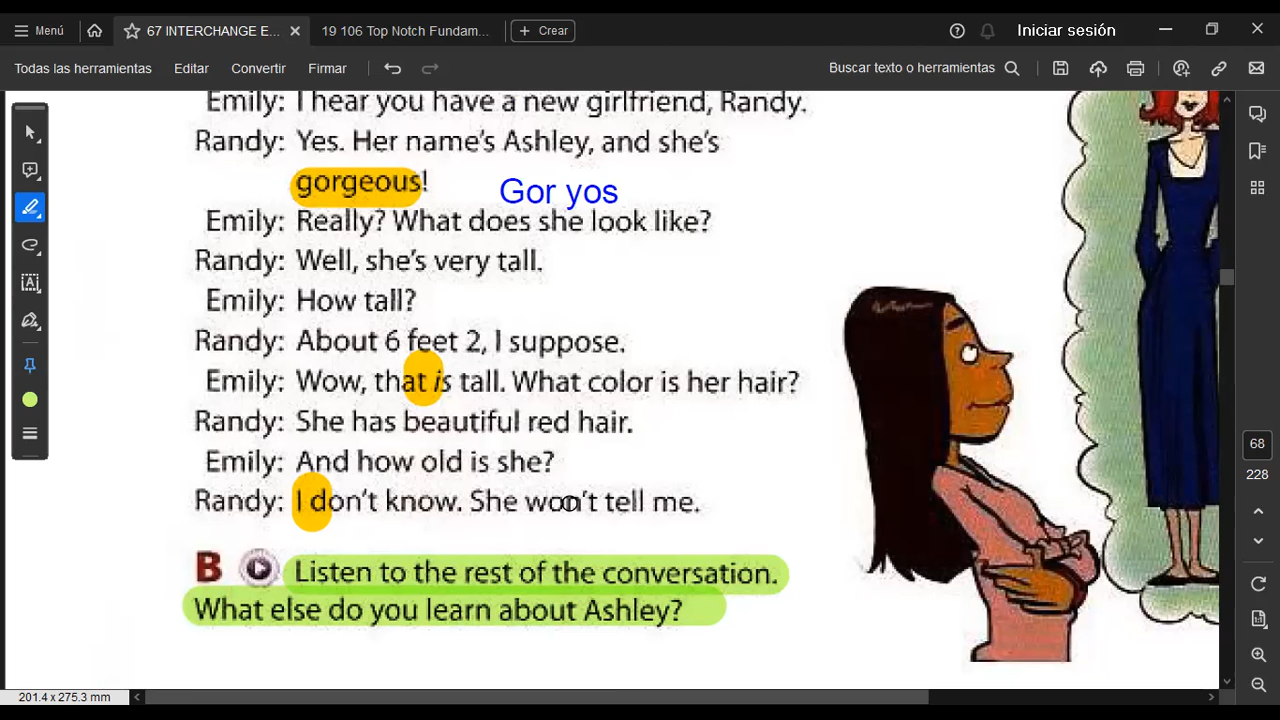 Menú
67 INTERCHANGE E...
19 106 Top Notch Fundam...
Crear
Iniciar sesión
Todas las herramientas
Editar
Convertir
Firmar
Buscar texto o herramientas
Emily: I hear you have a new girlfriend, Randy.
Randy: Yes. Her name's Ashley, and she's
gorgeous!
Gor yos
Emily: Really? What does she look like?
Randy: Well, she's very tall.
Emily: How tall?
Randy: About 6 feet 2, I suppose.
Emily: Wow, that is tall. What color is her hair?
Randy: She has beautiful red hair.
Emily: And how old is she?
Randy: I don't know. She won't tell me.
B Listen to the rest of the conversation.
What else do you learn about Ashley?
68
228
201.4 x 275.3 mm